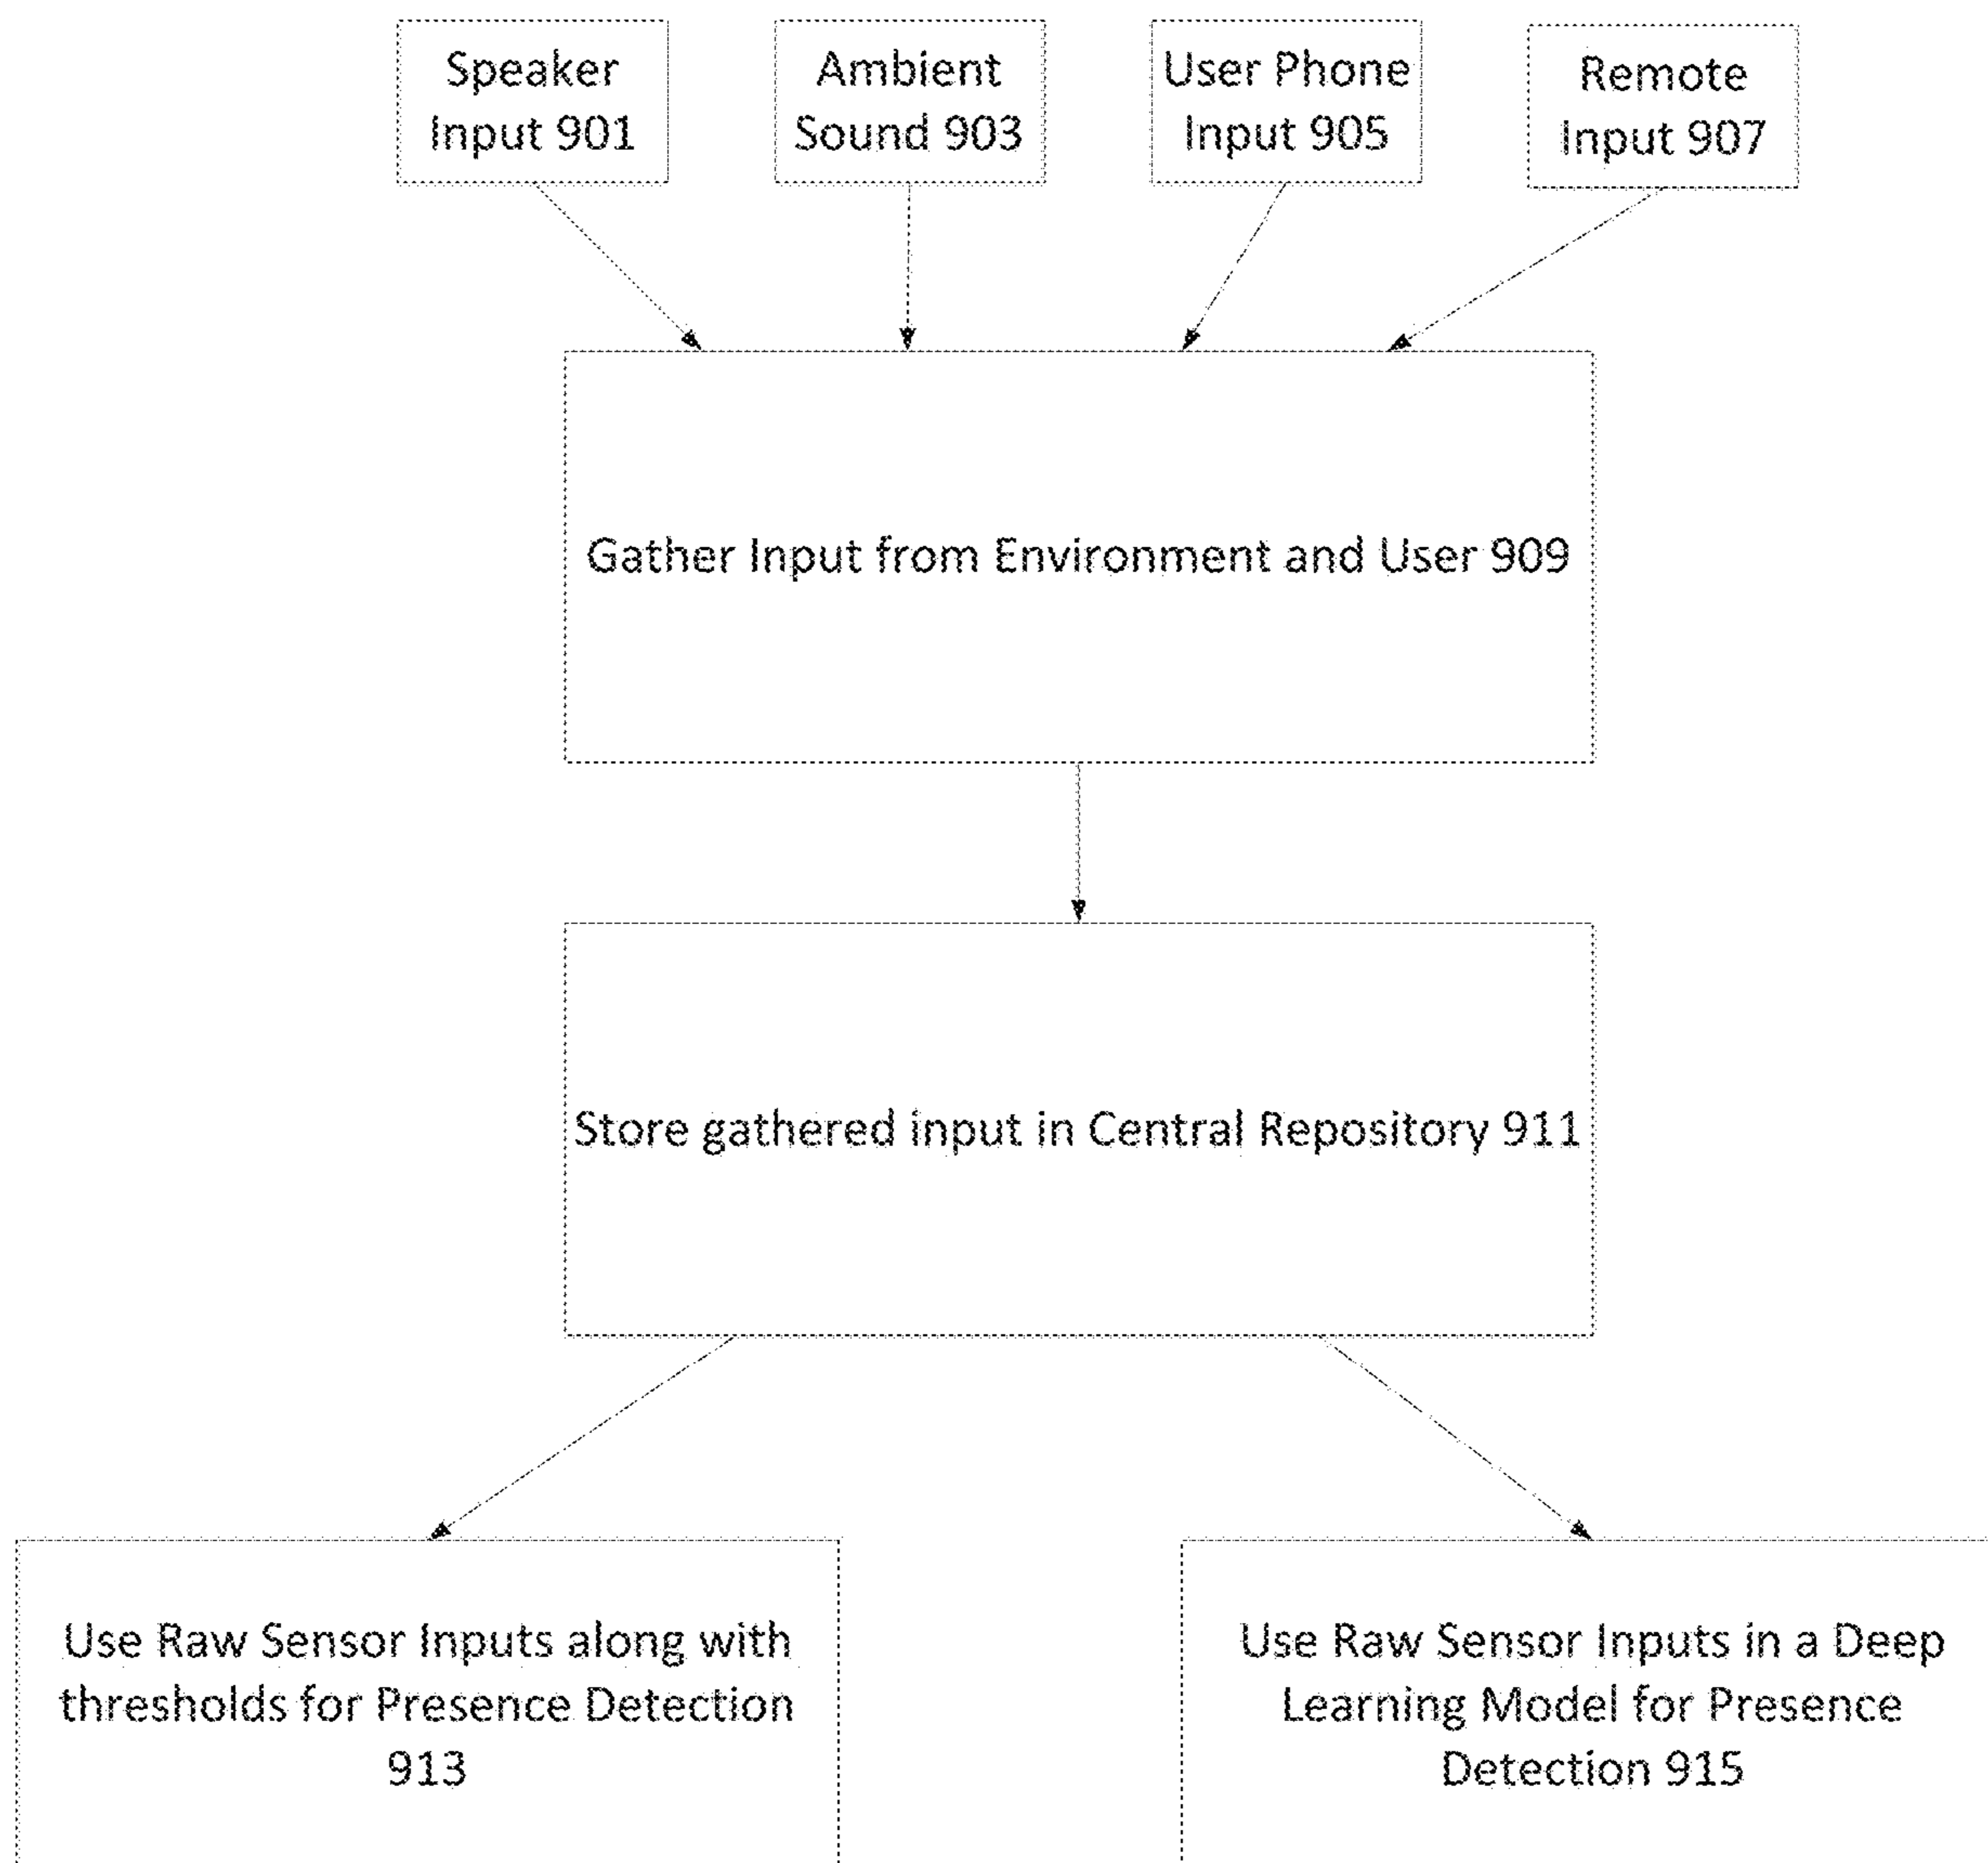 Speaker
Input 901
Ambient
Sound 903
User Phone
Input 905
Remote
Input 907
Gather Input from Environment and User 909
Store gathered input in Central Repository 911
Use Raw Sensor Inputs along with
thresholds for Presence Detection
913
Use Raw Sensor Inputs in a Deep
Learning Model for Presence
Detection 915